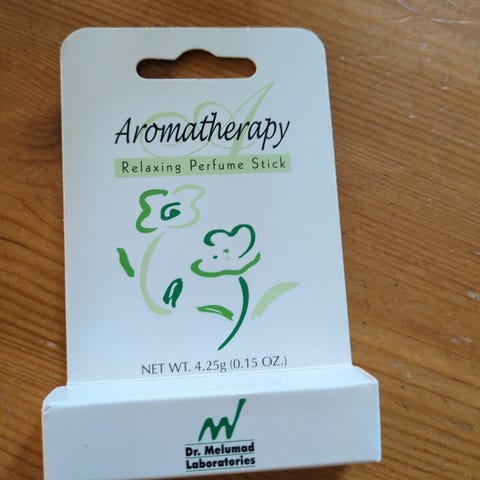 Aromatherapy
Relaxing Perfume Stick
NET WT. 4.25g (0.15 OZ.)
Dr. Melumad
Laboratories